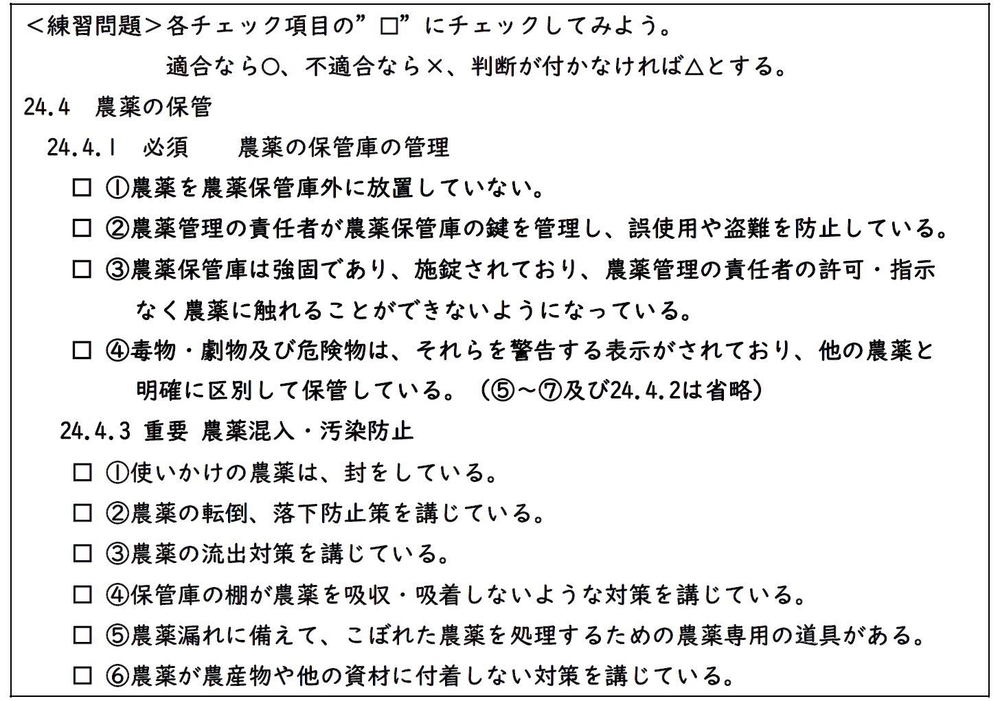 ＜練習問題＞各チェック項目の”□”にチェックしてみよう。
適合なら○、不適合なら×、判断が付かなければ△とする。
24.4　農薬の保管
24.4.1　必須　　農薬の保管庫の管理
□ ①農薬を農薬保管庫外に放置していない。
□ ②農薬管理の責任者が農薬保管庫の鍵を管理し、誤使用や盗難を防止している。
□ ③農薬保管庫は強固であり、施錠されており、農薬管理の責任者の許可・指示
なく農薬に触れることができないようになっている。
□ ④毒物・劇物及び危険物は、それらを警告する表示がされており、他の農薬と
明確に区別して保管している。（⑤～⑦及び24.4.2は省略）
24.4.3 重要 農薬混入・汚染防止
□ ①使いかけの農薬は、封をしている。
□ ②農薬の転倒、落下防止策を講じている。
□ ③農薬の流出対策を講じている。
□ ④保管庫の棚が農薬を吸収・吸着しないような対策を講じている。
□ ⑤農薬漏れに備えて、こぼれた農薬を処理するための農薬専用の道具がある。
□ ⑥農薬が農産物や他の資材に付着しない対策を講じている。